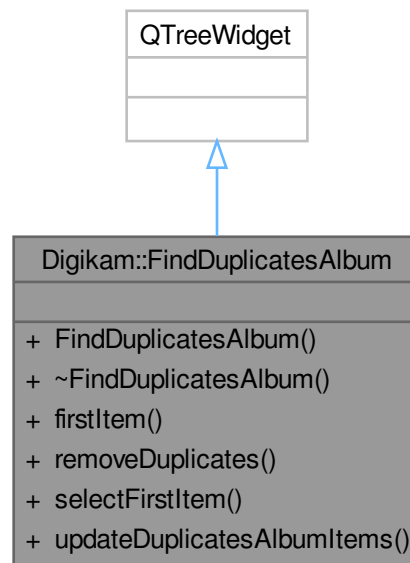 QTreeWidget
Digikam::FindDuplicatesAlbum
+ FindDuplicatesAlbum()
+ ~FindDuplicatesAlbum()
+ firstItem()
+ removeDuplicates()
+ selectFirstItem()
+ updateDuplicatesAlbumItems()